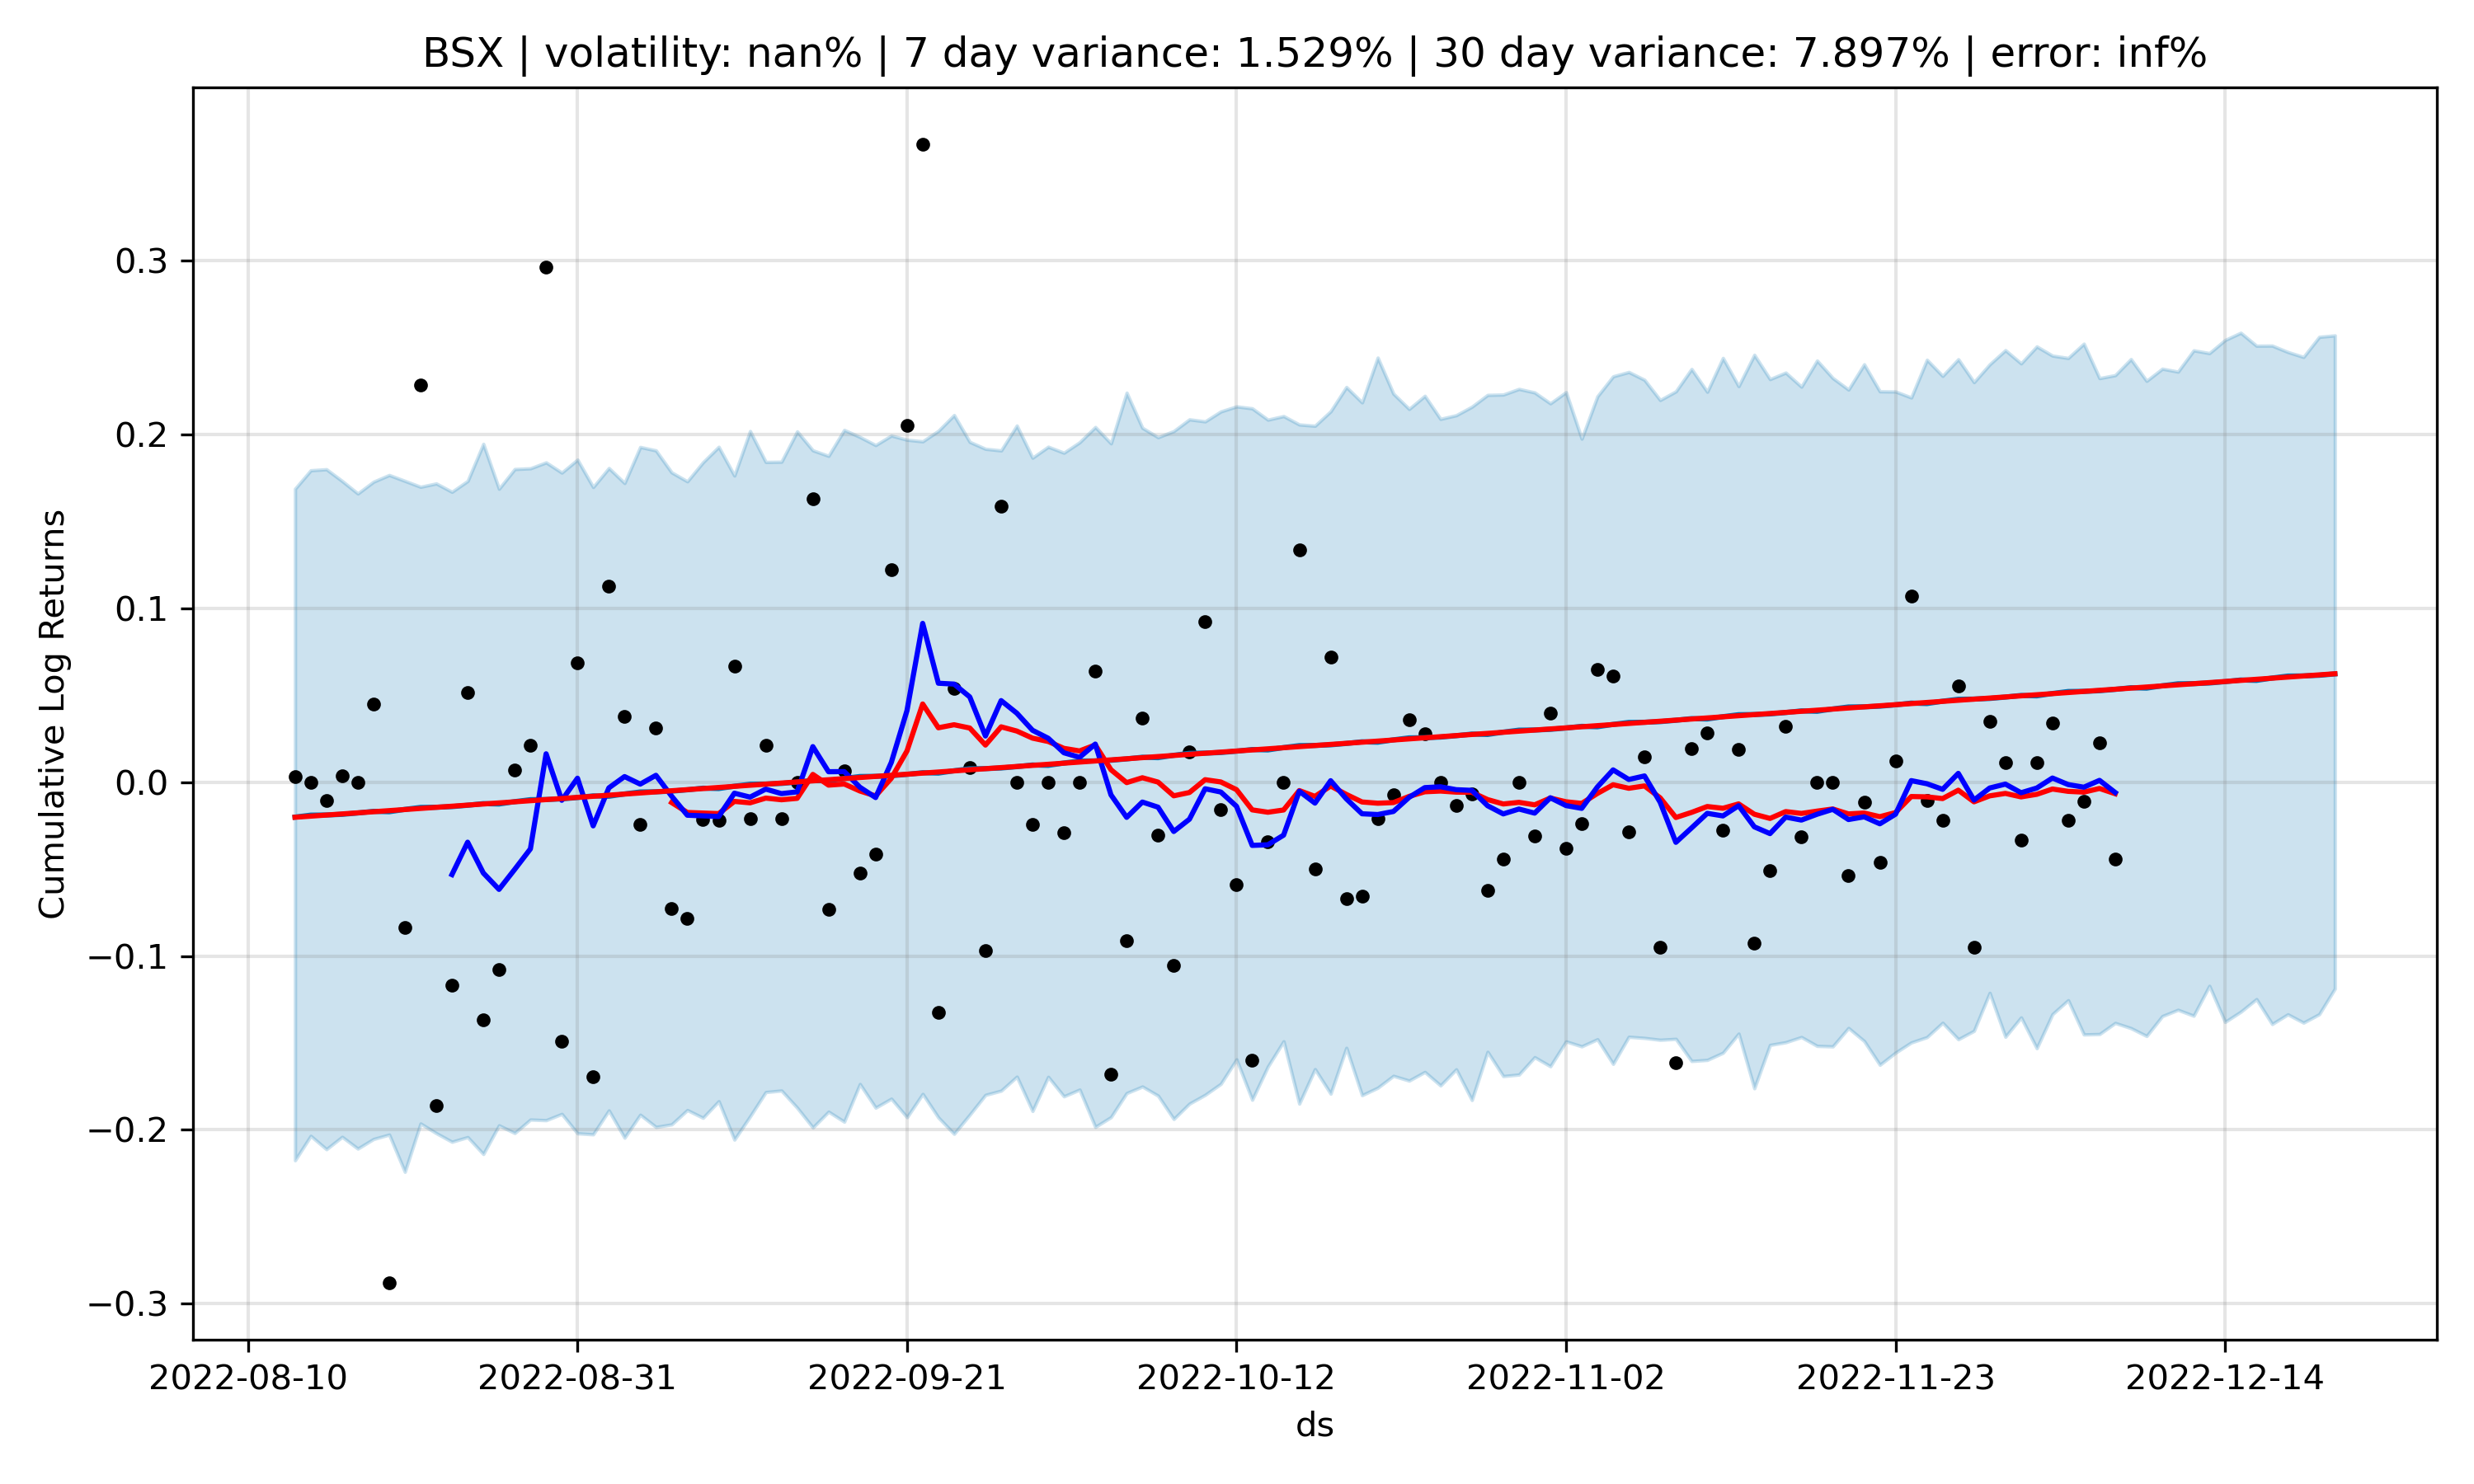 BSX | volatility: nan% | 7 day variance: 1.529% | 30 day variance: 7.897% | error: inf%
Cumulative Log Returns
0.3
0.2
0.1
0.0
−0.1
−0.2
−0.3
2022-08-10 2022-08-31 2022-09-21 2022-10-12 2022-11-02 2022-11-23 2022-12-14
ds